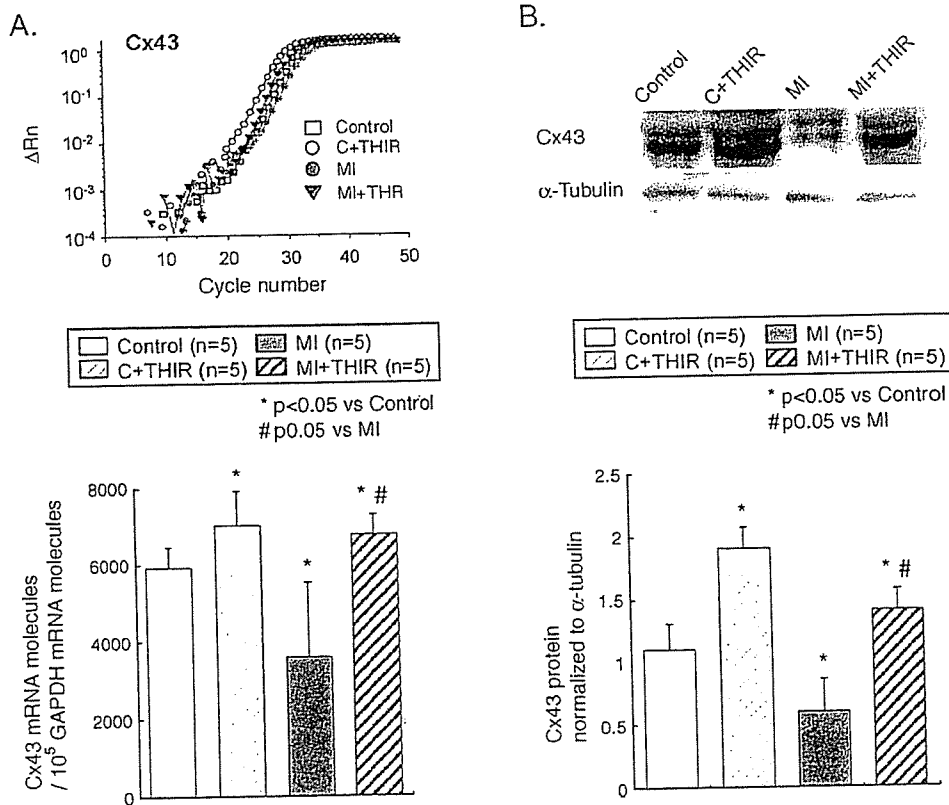 A.
Cx43
10⁰
10⁻¹
10⁻²
10⁻³
10⁻⁴
ΔRn
0 10 20 30 40 50
Cycle number
Control
C+THIR
MI
MI+THR
Control (n=5) MI (n=5)
C+THIR (n=5) MI+THIR (n=5)
* p<0.05 vs Control
# p0.05 vs MI
8000
6000
4000
2000
0
Cx43 mRNA molecules
/ 10⁵ GAPDH mRNA molecules
*
*
* #
B.
Control C+THIR MI MI+THIR
Cx43
α-Tubulin
Control (n=5) MI (n=5)
C+THIR (n=5) MI+THIR (n=5)
* p<0.05 vs Control
# p0.05 vs MI
2.5
2
1.5
1
0.5
0
Cx43 protein
normalized to α-tubulin
*
*
* #